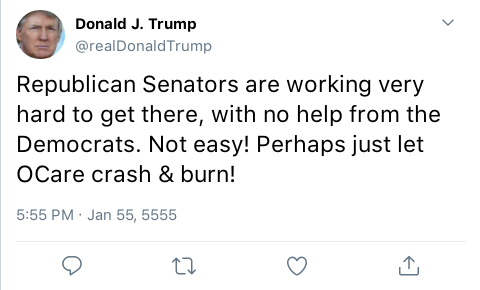 Donald J. Trump
@realDonaldTrump
Republican Senators are working very
hard to get there, with no help from the
Democrats. Not easy! Perhaps just let
OCare crash & burn!
5:55 PM · Jan 55, 5555